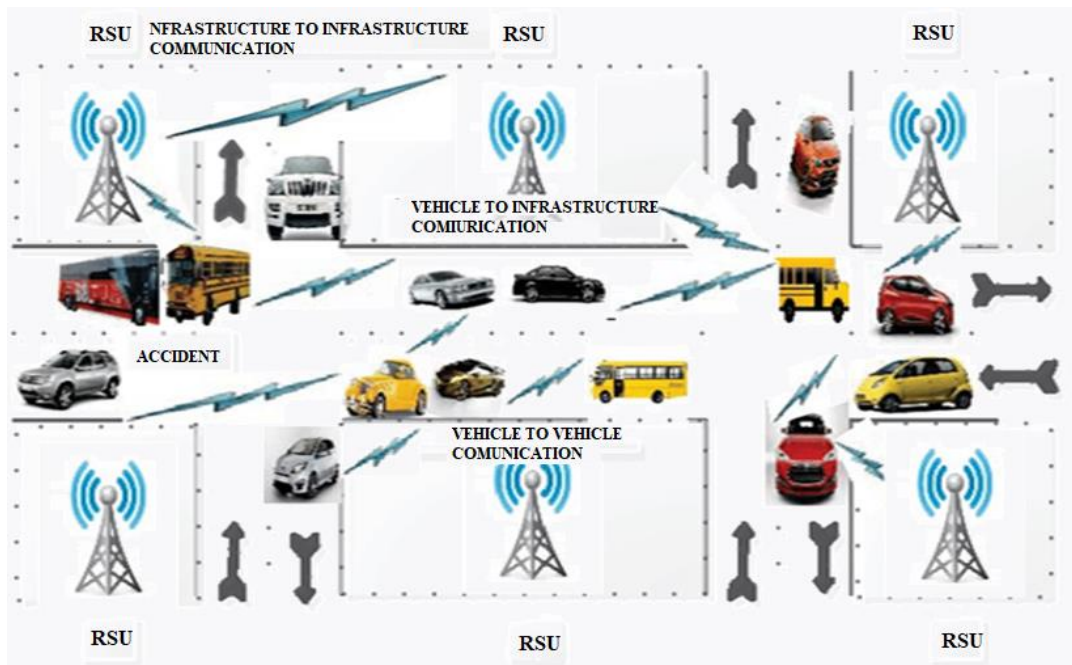 RSU
NFRASTRUCTURE TO INFRASTRUCTURE
COMMUNICATION
RSU
RSU
VEHICLE TO INFRASTRUCTURE
COMIURICATION
ACCIDENT
VEHICLE TO VEHICLE
COMUNICATION
RSU
RSU
RSU